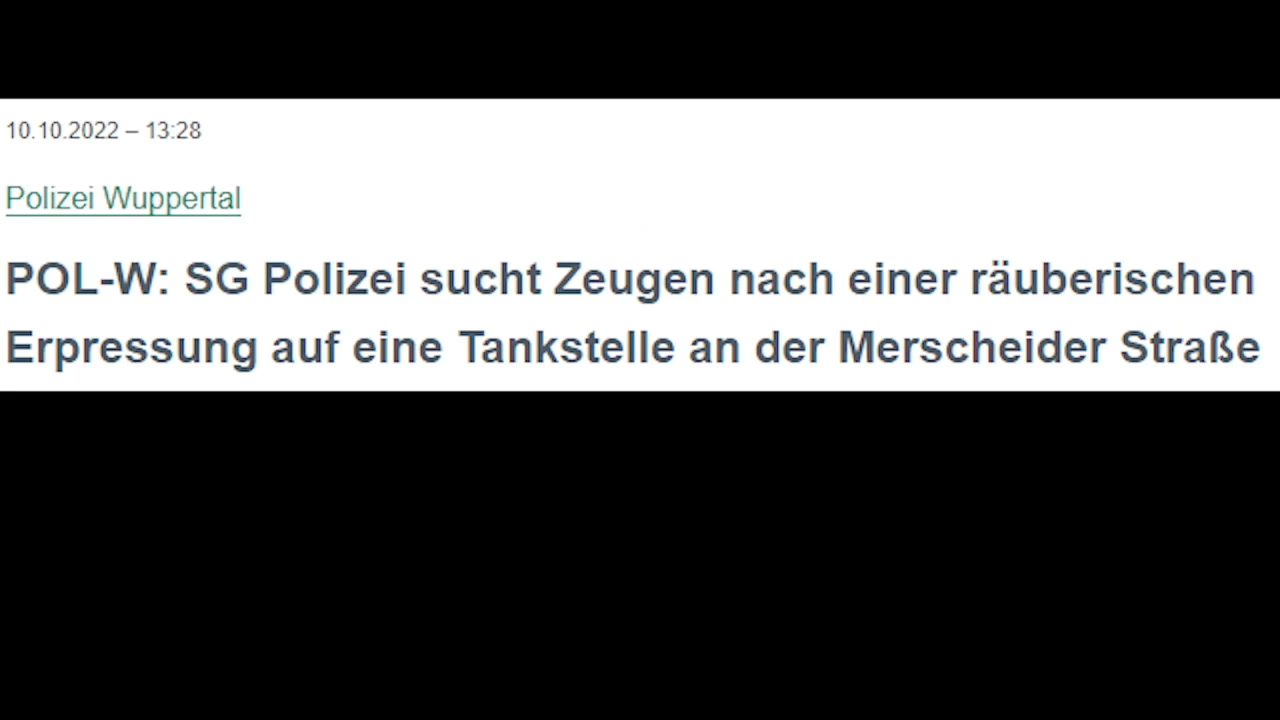 10.10.2022 – 13:28
Polizei Wuppertal
POL-W: SG Polizei sucht Zeugen nach einer räuberischen
Erpressung auf eine Tankstelle an der Merscheider Straße